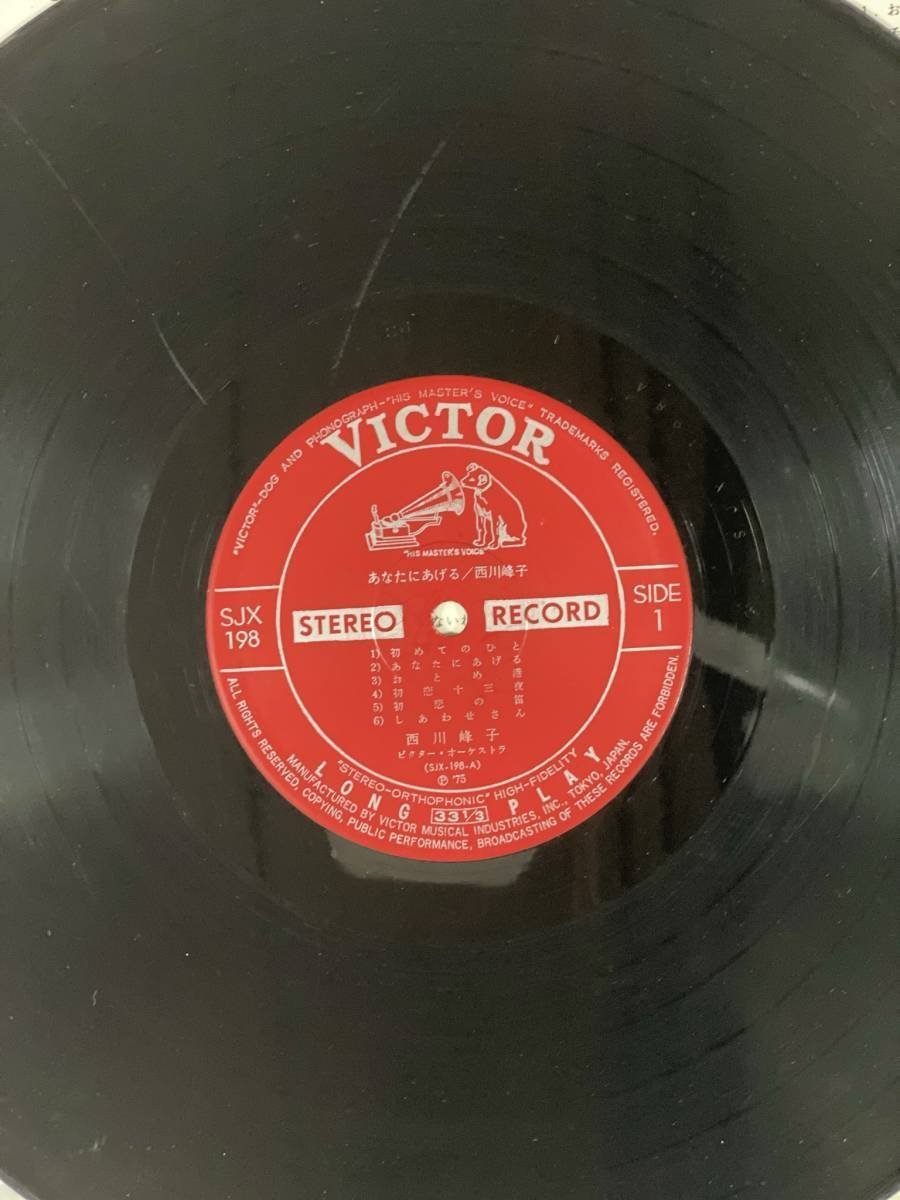 "VICTOR"-DOG AND PHONOGRAPH-"HIS MASTER'S VOICE" TRADEMARKS REGISTERED.
VICTOR
"HIS MASTER'S VOICE"
あなたにあげる／西川峰子
SJX
198
STEREO RECORD
SIDE
1
1) 初めてのひと
2) あなたにあげる
3) おとめ港
4) 初恋十三夜
5) 初恋の笛
6) しあわせさん
西川峰子
ビクター・オーケストラ
(SJX-198-A)
Ⓟ '75
"STEREO-ORTHOPHONIC" HIGH-FIDELITY
LONG 33 1/3 PLAY
MANUFACTURED BY VICTOR MUSICAL INDUSTRIES, INC., TOKYO, JAPAN.
ALL RIGHTS RESERVED, COPYING, PUBLIC PERFORMANCE, BROADCASTING OF THESE RECORDS ARE FORBIDDEN.